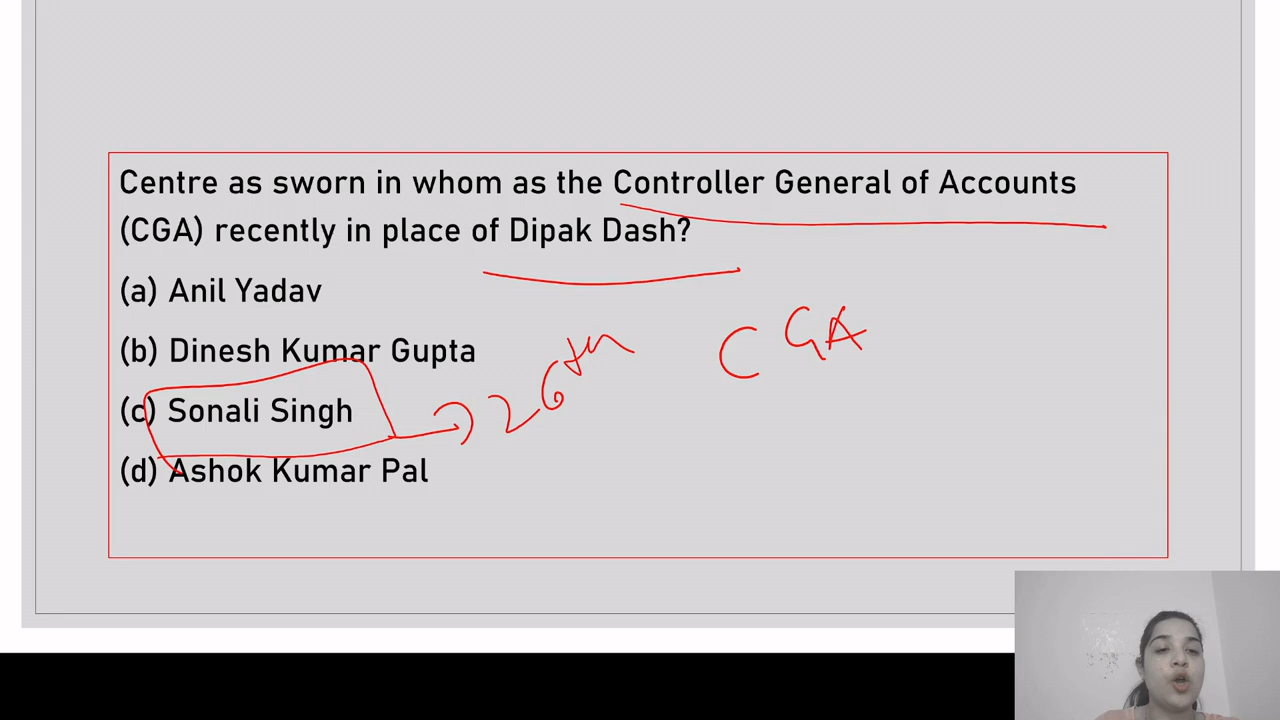 Centre as sworn in whom as the Controller General of Accounts
(CGA) recently in place of Dipak Dash?
(a) Anil Yadav
(b) Dinesh Kumar Gupta
(c) Sonali Singh
(d) Ashok Kumar Pal
26th
CGA